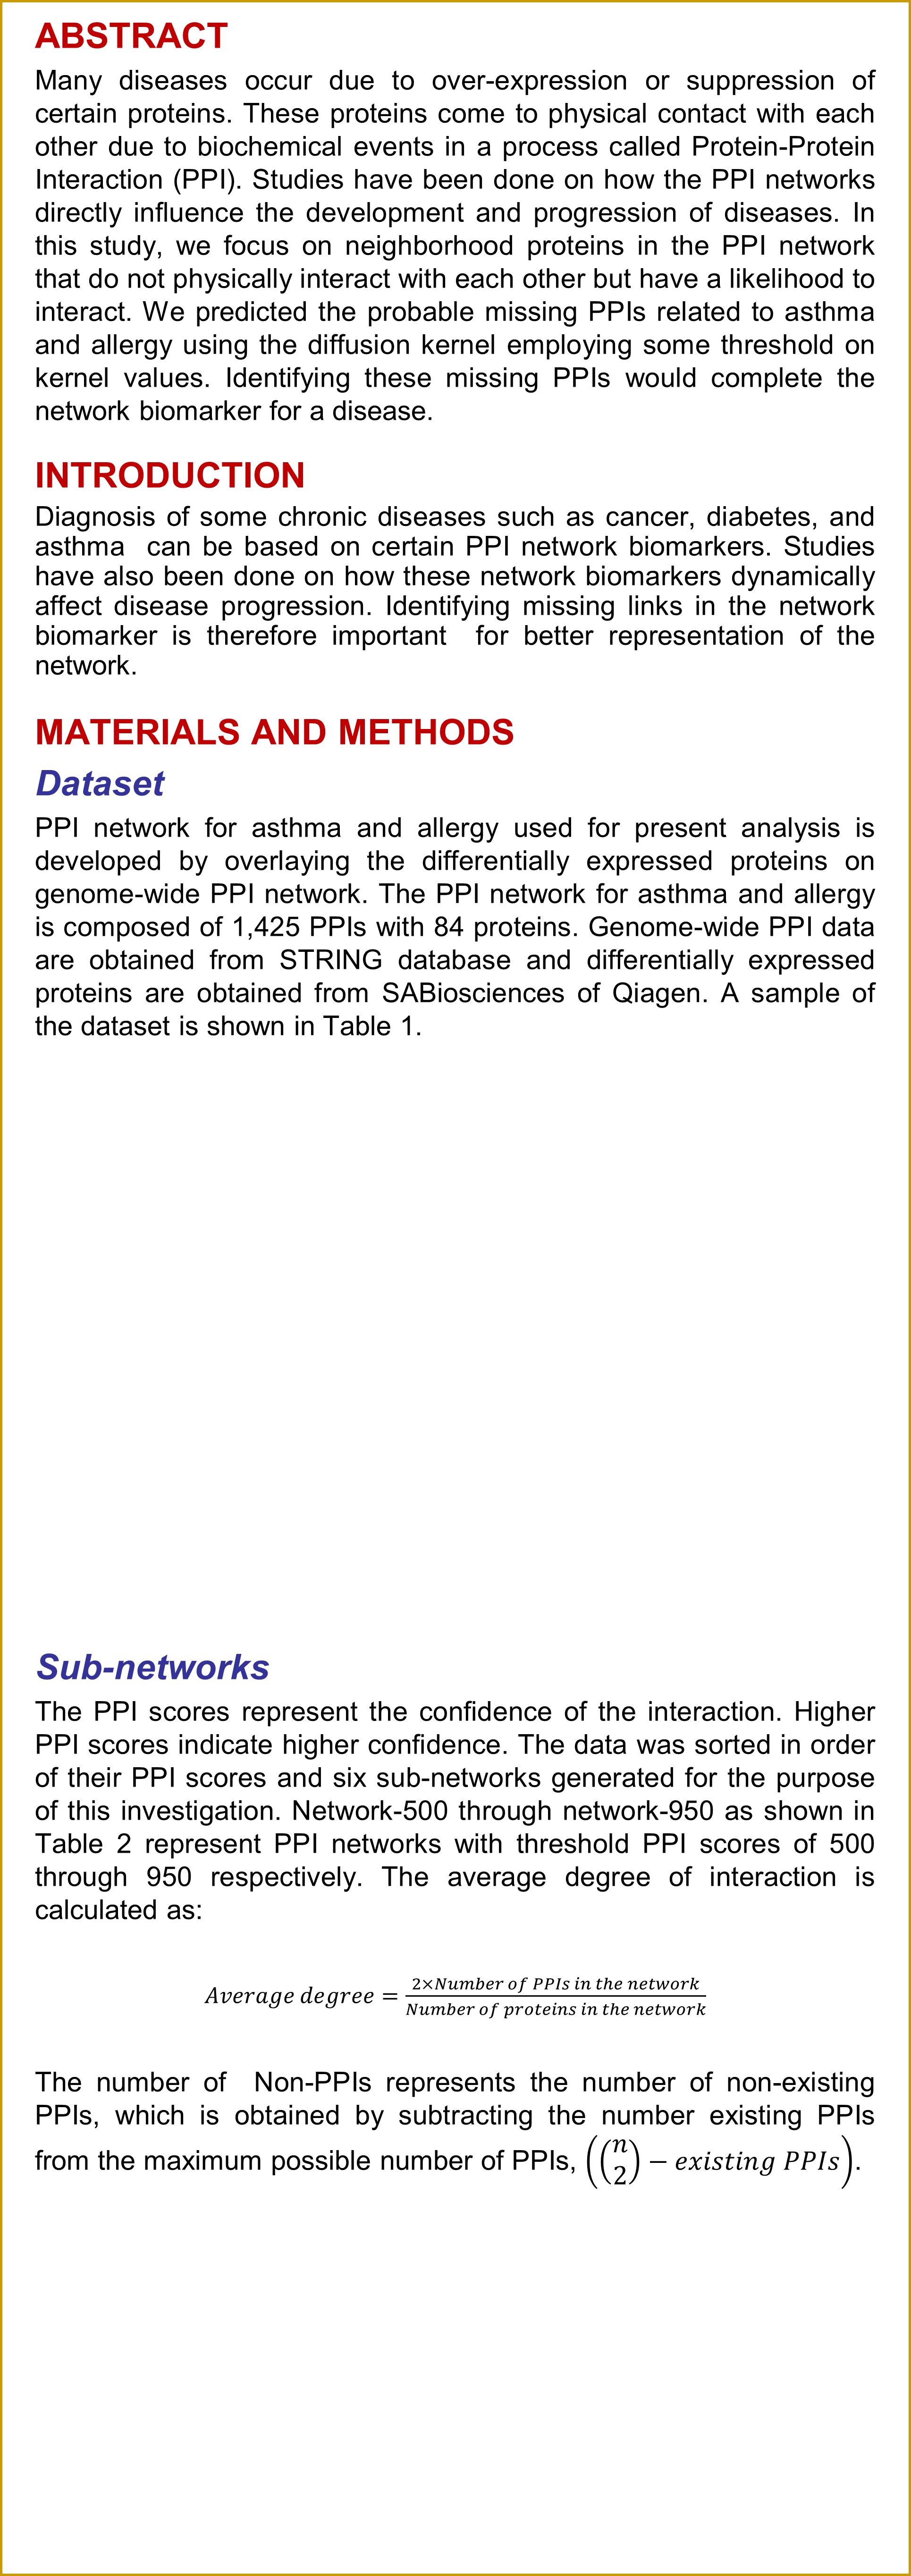 ABSTRACT
Many diseases occur due to over-expression or suppression of
certain proteins. These proteins come to physical contact with each
other due to biochemical events in a process called Protein-Protein
Interaction (PPI). Studies have been done on how the PPI networks
directly influence the development and progression of diseases. In
this study, we focus on neighborhood proteins in the PPI network
that do not physically interact with each other but have a likelihood to
interact. We predicted the probable missing PPIs related to asthma
and allergy using the diffusion kernel employing some threshold on
kernel values. Identifying these missing PPIs would complete the
network biomarker for a disease.
INTRODUCTION
Diagnosis of some chronic diseases such as cancer, diabetes, and
asthma can be based on certain PPI network biomarkers. Studies
have also been done on how these network biomarkers dynamically
affect disease progression. Identifying missing links in the network
biomarker is therefore important for better representation of the
network.
MATERIALS AND METHODS
Dataset
PPI network for asthma and allergy used for present analysis is
developed by overlaying the differentially expressed proteins on
genome-wide PPI network. The PPI network for asthma and allergy
is composed of 1,425 PPIs with 84 proteins. Genome-wide PPI data
are obtained from STRING database and differentially expressed
proteins are obtained from SABiosciences of Qiagen. A sample of
the dataset is shown in Table 1.
Sub-networks
The PPI scores represent the confidence of the interaction. Higher
PPI scores indicate higher confidence. The data was sorted in order
of their PPI scores and six sub-networks generated for the purpose
of this investigation. Network-500 through network-950 as shown in
Table 2 represent PPI networks with threshold PPI scores of 500
through 950 respectively. The average degree of interaction is
calculated as:
Average degree = 2×Number of PPIs in the network / Number of proteins in the network
The number of Non-PPIs represents the number of non-existing
PPIs, which is obtained by subtracting the number existing PPIs
from the maximum possible number of PPIs, ((n 2) − existing PPIs).